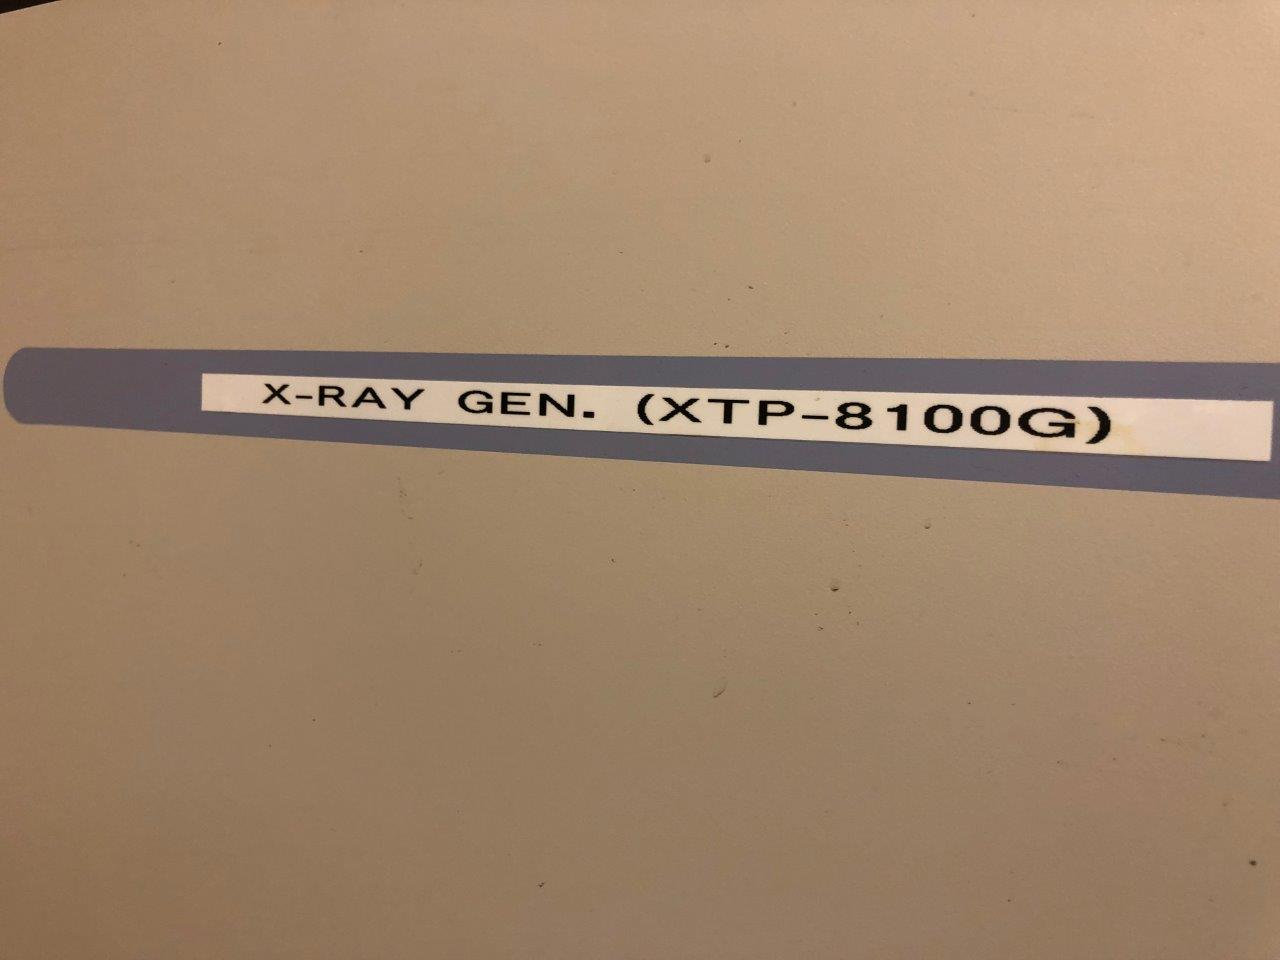 X-RAY GEN. (XTP-8100G)